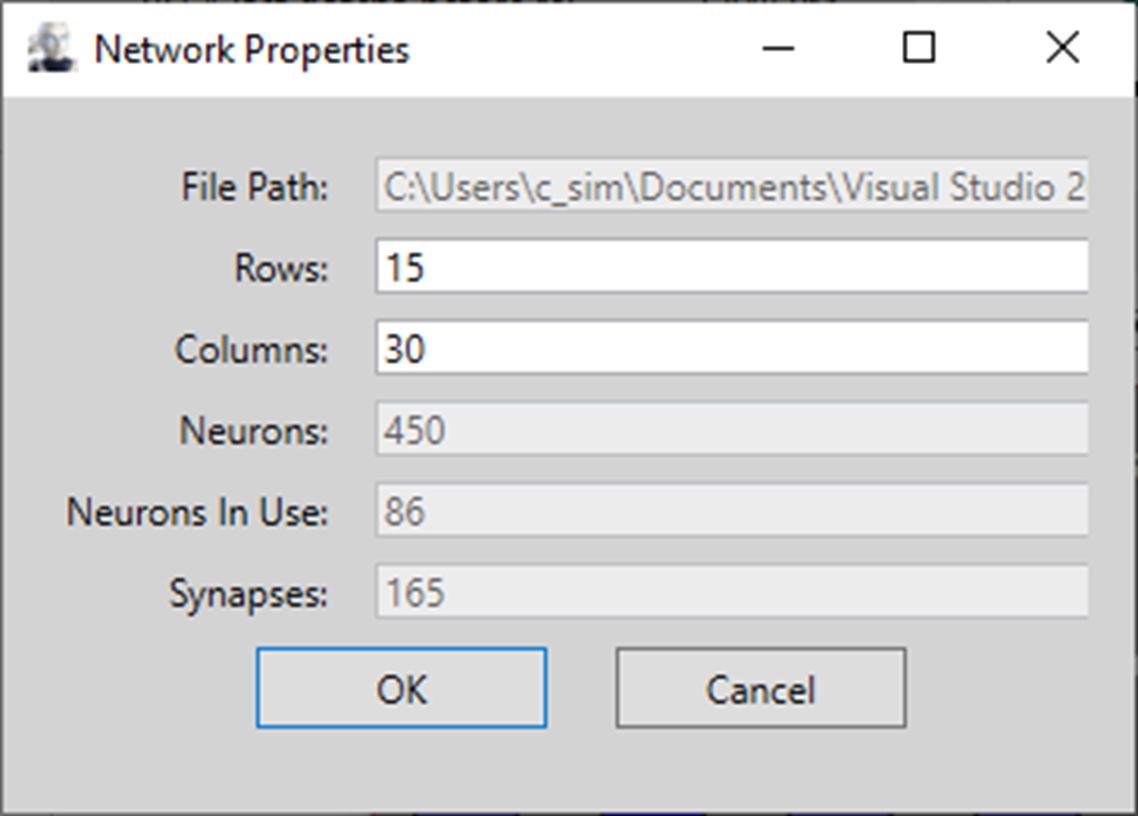 Network Properties
File Path: C:\Users\c_sim\Documents\Visual Studio 2
Rows: 15
Columns: 30
Neurons: 450
Neurons In Use: 86
Synapses: 165
OK Cancel